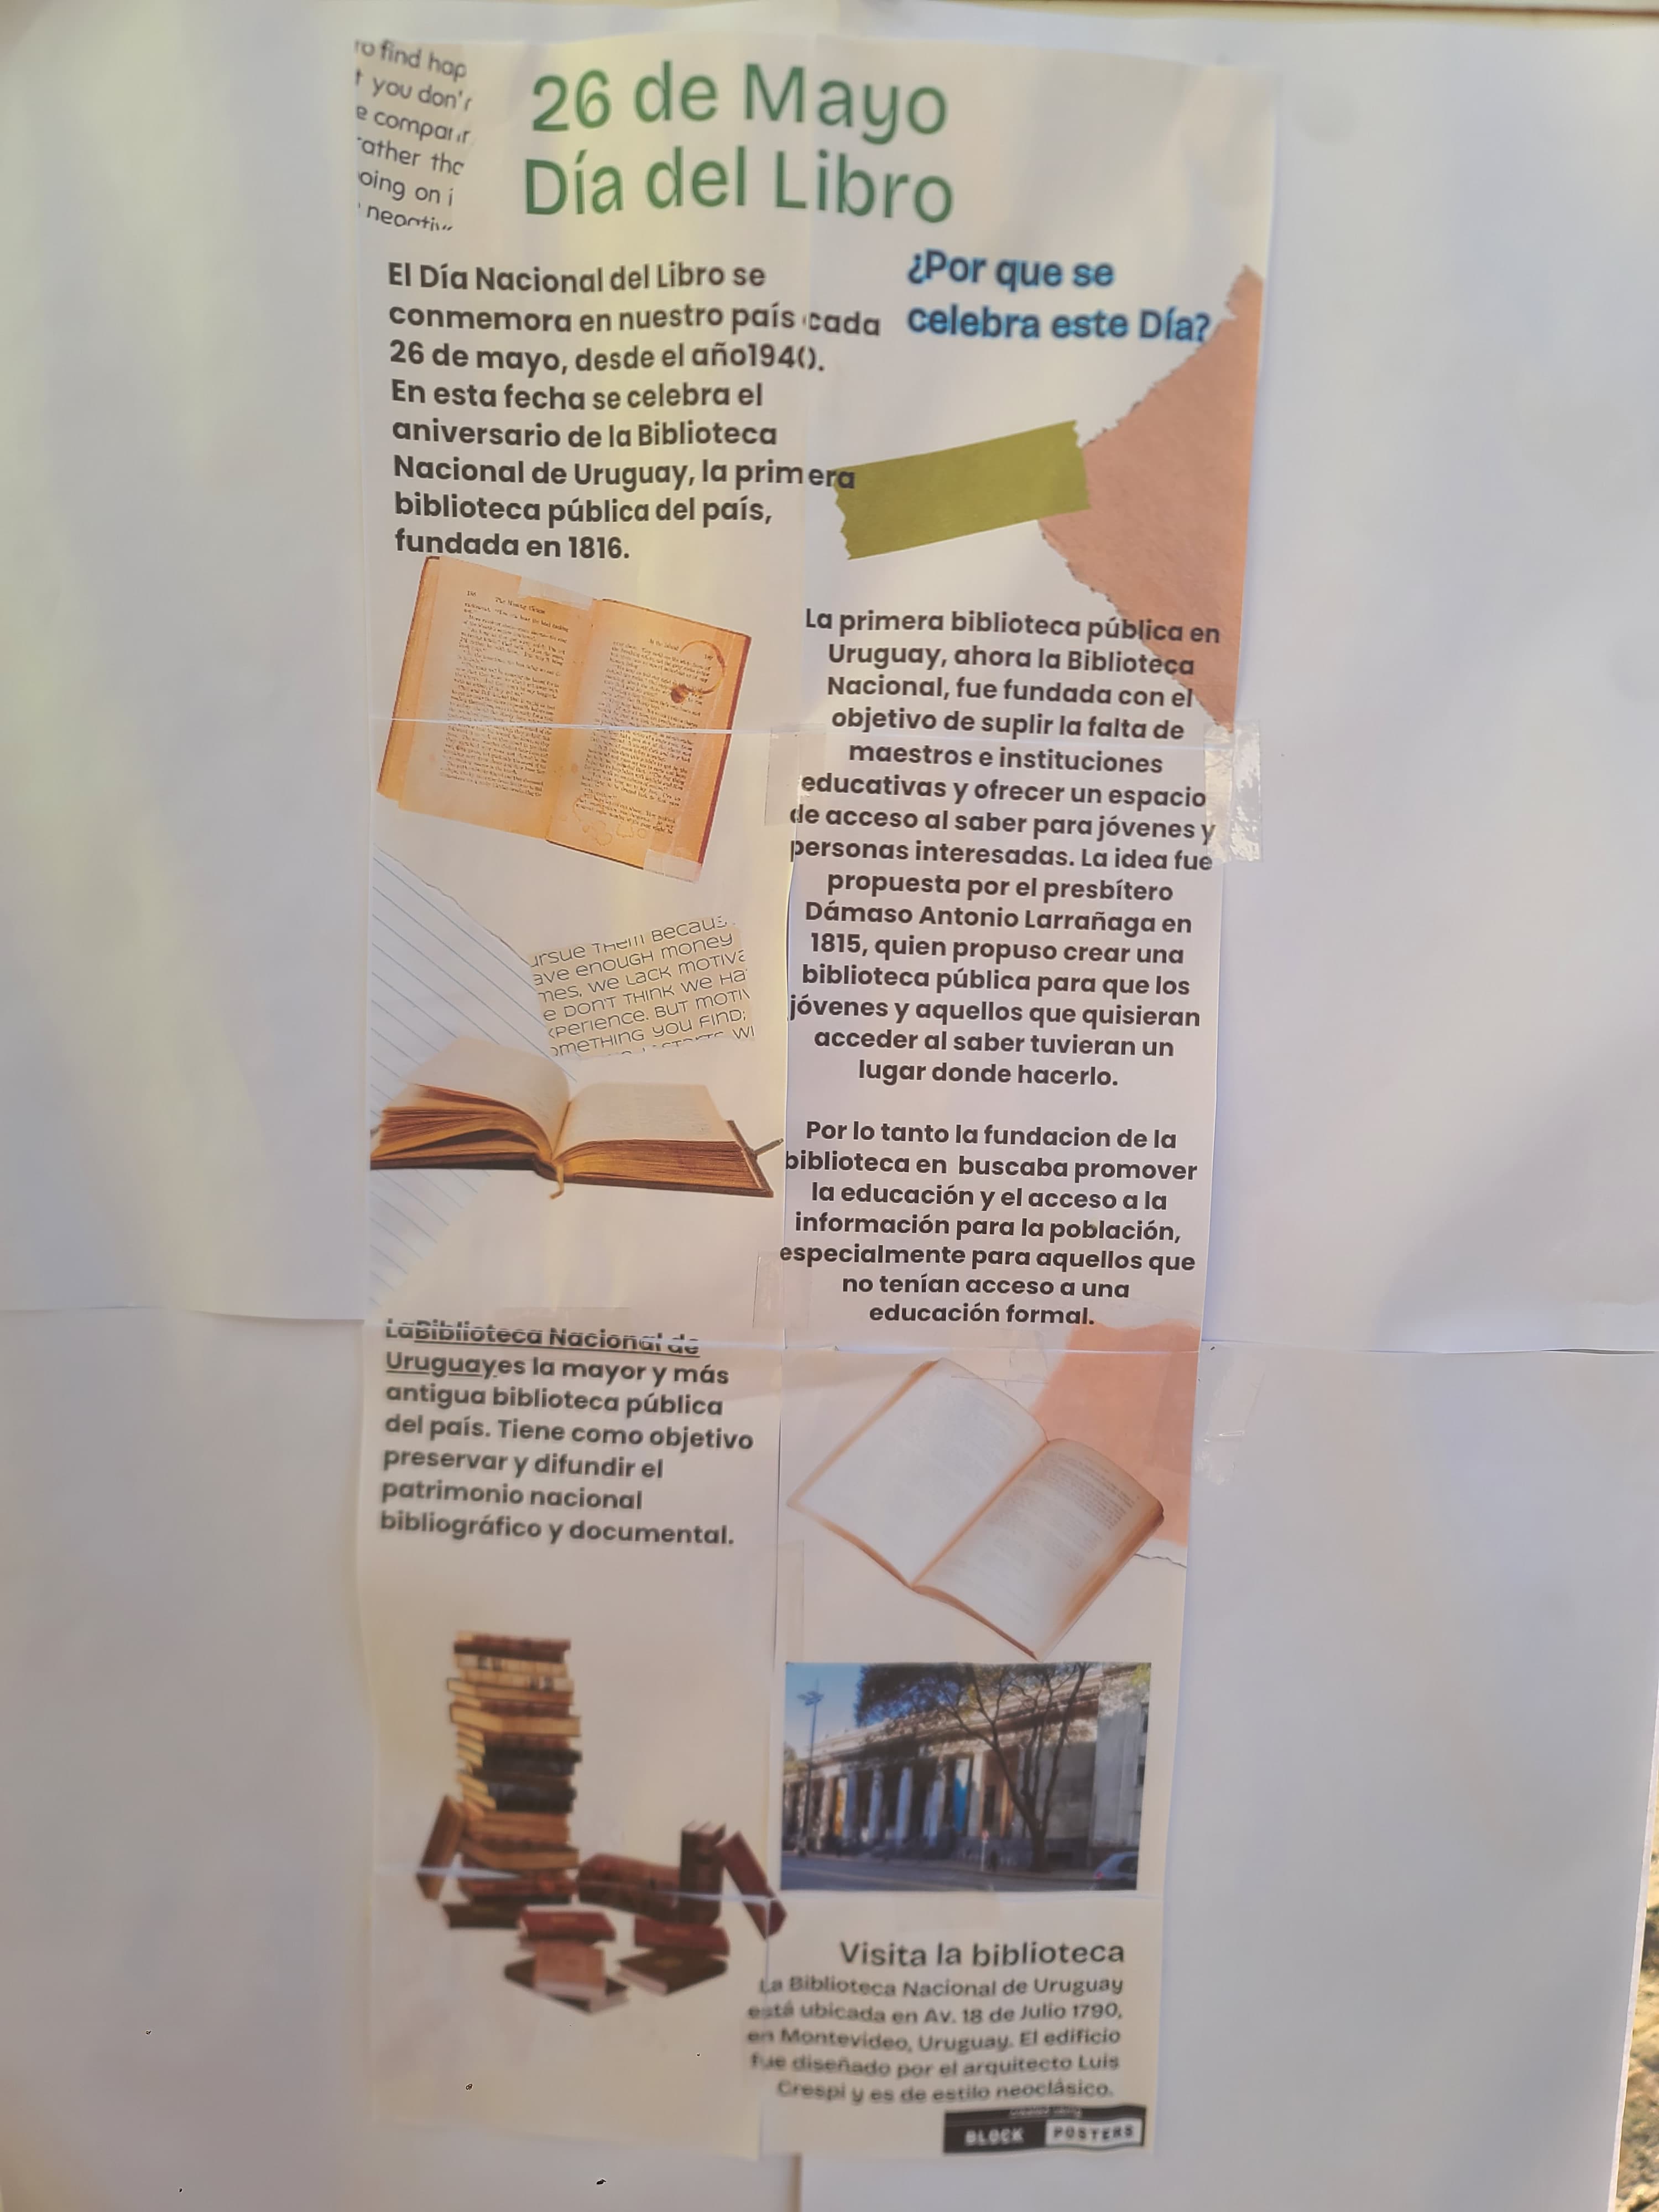 26 de Mayo
Día del Libro
ro find hap
t you don't
e compar
rather tha
oing on i
negativ
El Día Nacional del Libro se
conmemora en nuestro país cada
26 de mayo, desde el año1940.
En esta fecha se celebra el
aniversario de la Biblioteca
Nacional de Uruguay, la primera
biblioteca pública del país,
fundada en 1816.
¿Por que se
celebra este Día?
La primera biblioteca pública en
Uruguay, ahora la Biblioteca
Nacional, fue fundada con el
objetivo de suplir la falta de
maestros e instituciones
educativas y ofrecer un espacio
de acceso al saber para jóvenes y
personas interesadas. La idea fue
propuesta por el presbítero
Dámaso Antonio Larrañaga en
1815, quien propuso crear una
biblioteca pública para que los
jóvenes y aquellos que quisieran
acceder al saber tuvieran un
lugar donde hacerlo.
Por lo tanto la fundacion de la
biblioteca en buscaba promover
la educación y el acceso a la
información para la población,
especialmente para aquellos que
no tenían acceso a una
educación formal.
ursue THEM BECAUS
ave enough money
mes, we lack motiva
e DON'T THINK we Ha
xperience. BUT MOTIV
omeTHING you FIND;
LaBiblioteca Nacional de
Uruguayes la mayor y más
antigua biblioteca pública
del país. Tiene como objetivo
preservar y difundir el
patrimonio nacional
bibliográfico y documental.
Visita la biblioteca
La Biblioteca Nacional de Uruguay
está ubicada en Av. 18 de Julio 1790,
en Montevideo, Uruguay. El edificio
fue diseñado por el arquitecto Luis
Crespi y es de estilo neoclásico.
created using
BLOCK POSTERS